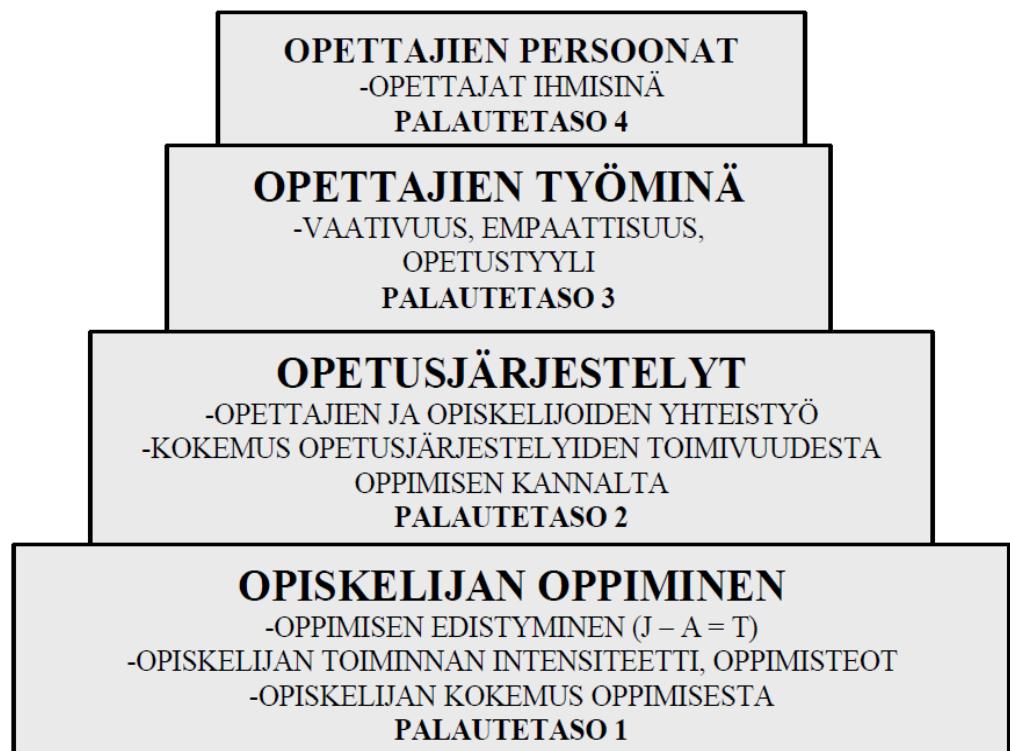 OPETTAJIEN PERSOONAT
-OPETTAJAT IHMISINÄ
PALAUTETASO 4
OPETTAJIEN TYÖMINÄ
-VAATIVUUS, EMPAATTISUUS,
OPETUSTYYLI
PALAUTETASO 3
OPETUSJÄRJESTELYT
-OPETTAJIEN JA OPISKELIJOIDEN YHTEISTYÖ
-KOKEMUS OPETUSJÄRJESTELYIDEN TOIMIVUUDESTA
OPPIMISEN KANNALTA
PALAUTETASO 2
OPISKELIJAN OPPIMINEN
-OPPIMISEN EDISTYMINEN (J – A = T)
-OPISKELIJAN TOIMINNAN INTENSITEETTI, OPPIMISTEOT
-OPISKELIJAN KOKEMUS OPPIMISESTA
PALAUTETASO 1